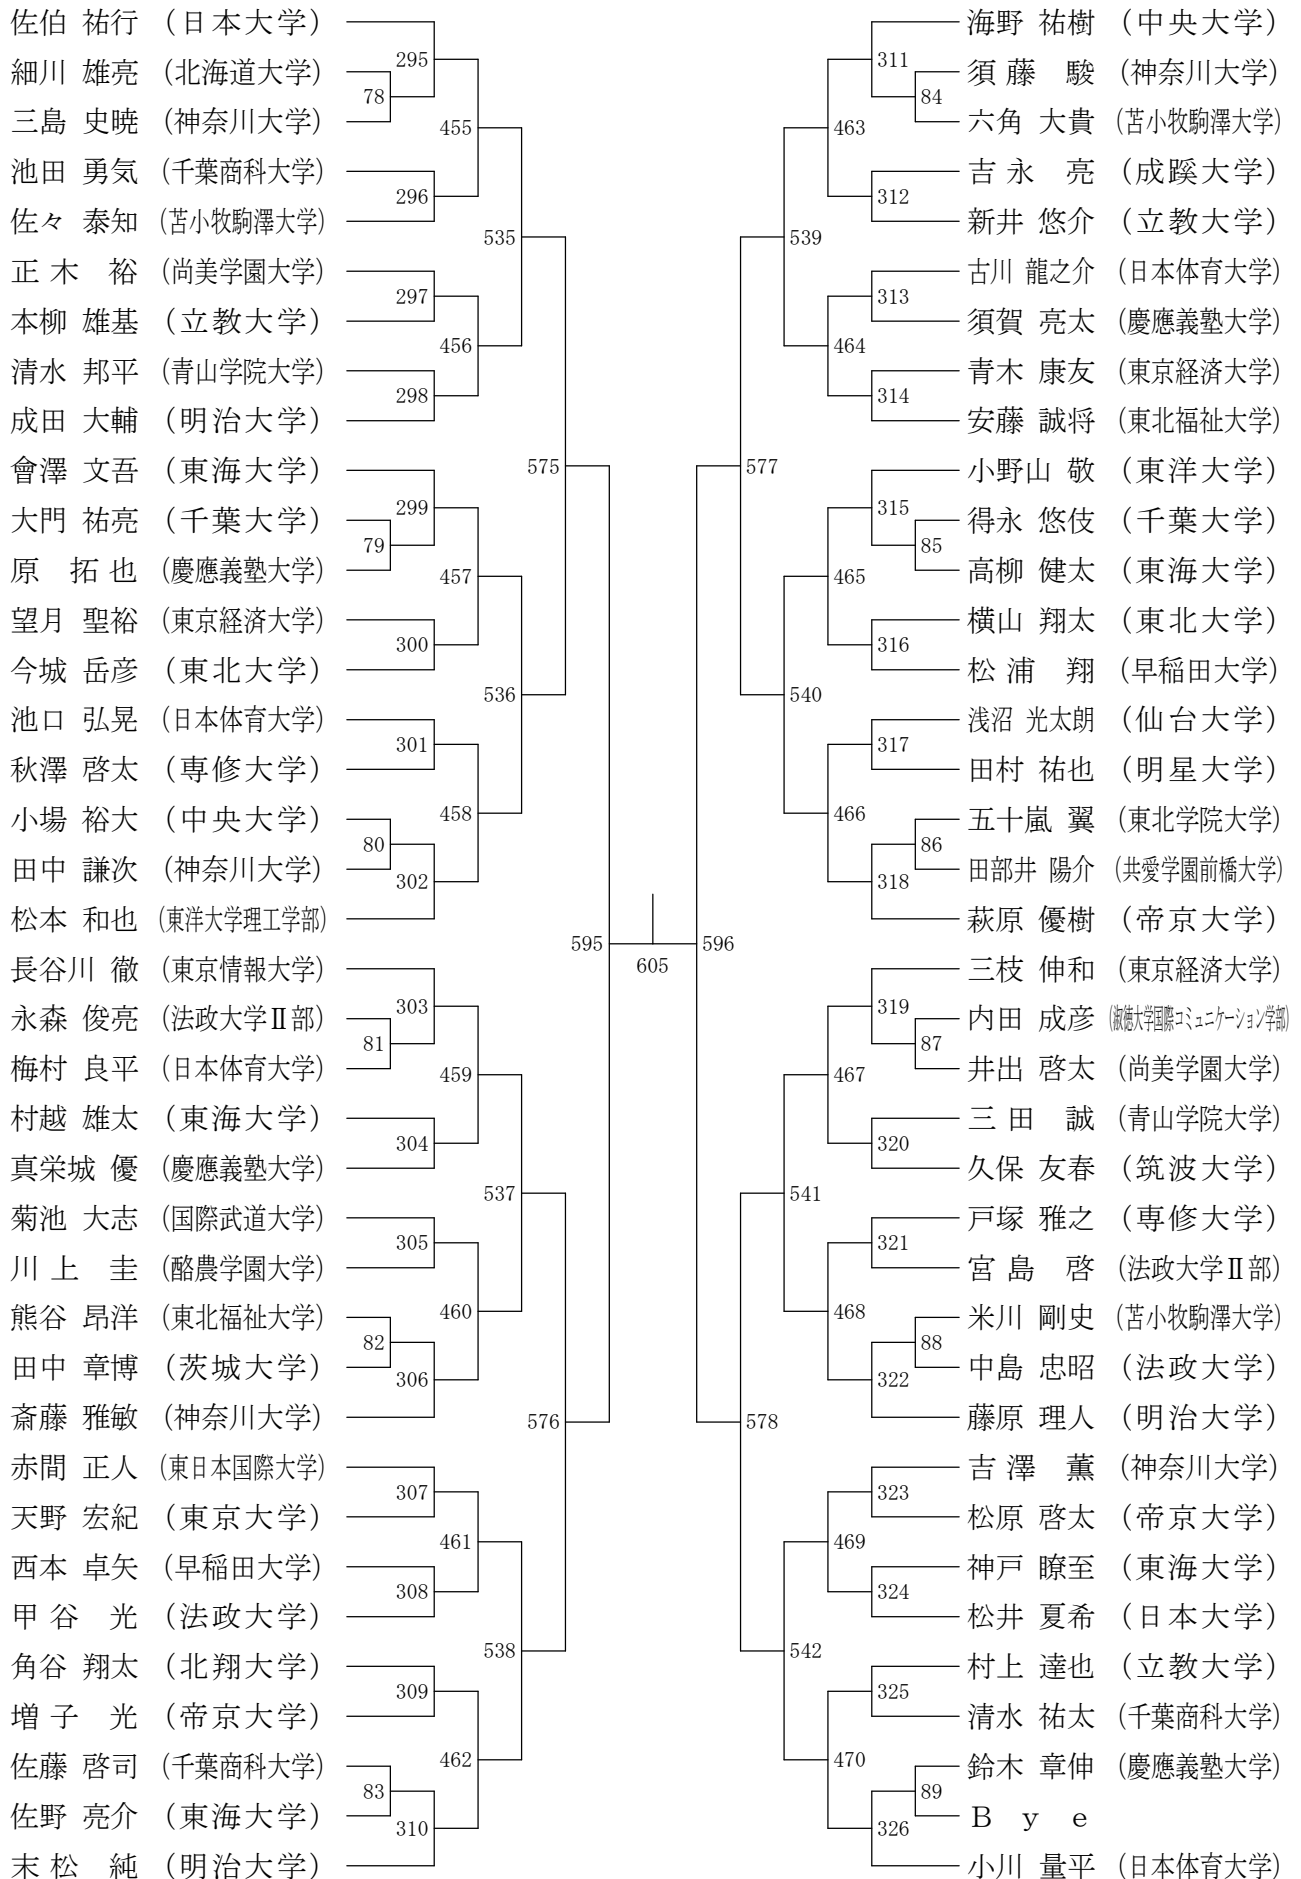 佐伯 祐行 （日本大学）
細川 雄亮 （北海道大学）
三島 史暁 （神奈川大学）
池田 勇気 （千葉商科大学）
佐々 泰知 （苫小牧駒澤大学）
正木 裕 （尚美学園大学）
本柳 雄基 （立教大学）
清水 邦平 （青山学院大学）
成田 大輔 （明治大学）
會澤 文吾 （東海大学）
大門 祐亮 （千葉大学）
原 拓也 （慶應義塾大学）
望月 聖裕 （東京経済大学）
今城 岳彦 （東北大学）
池口 弘晃 （日本体育大学）
秋澤 啓太 （専修大学）
小場 裕大 （中央大学）
田中 謙次 （神奈川大学）
松本 和也 （東洋大学理工学部）
長谷川 徹 （東京情報大学）
永森 俊亮 （法政大学Ⅱ部）
梅村 良平 （日本体育大学）
村越 雄太 （東海大学）
真栄城 優 （慶應義塾大学）
菊池 大志 （国際武道大学）
川上 圭 （酪農学園大学）
熊谷 昂洋 （東北福祉大学）
田中 章博 （茨城大学）
斎藤 雅敏 （神奈川大学）
赤間 正人 （東日本国際大学）
天野 宏紀 （東京大学）
西本 卓矢 （早稲田大学）
甲谷 光 （法政大学）
角谷 翔太 （北翔大学）
増子 光 （帝京大学）
佐藤 啓司 （千葉商科大学）
佐野 亮介 （東海大学）
末松 純 （明治大学）
78
79
80
81
82
83
295
296
297
298
299
300
301
302
303
304
305
306
307
308
309
310
455
456
457
458
459
460
461
462
535
536
537
538
575
576
595
605
596
577
578
539
540
541
542
463
464
465
466
467
468
469
470
311
312
313
314
315
316
317
318
319
320
321
322
323
324
325
326
84
85
86
87
88
89
海野 祐樹 （中央大学）
須藤 駿 （神奈川大学）
六角 大貴 （苫小牧駒澤大学）
吉永 亮 （成蹊大学）
新井 悠介 （立教大学）
古川 龍之介 （日本体育大学）
須賀 亮太 （慶應義塾大学）
青木 康友 （東京経済大学）
安藤 誠将 （東北福祉大学）
小野山 敬 （東洋大学）
得永 悠伎 （千葉大学）
高柳 健太 （東海大学）
横山 翔太 （東北大学）
松浦 翔 （早稲田大学）
浅沼 光太朗 （仙台大学）
田村 祐也 （明星大学）
五十嵐 翼 （東北学院大学）
田部井 陽介 （共愛学園前橋大学）
萩原 優樹 （帝京大学）
三枝 伸和 （東京経済大学）
内田 成彦 （淑徳大学国際コミュニケーション学部）
井出 啓太 （尚美学園大学）
三田 誠 （青山学院大学）
久保 友春 （筑波大学）
戸塚 雅之 （専修大学）
宮島 啓 （法政大学Ⅱ部）
米川 剛史 （苫小牧駒澤大学）
中島 忠昭 （法政大学）
藤原 理人 （明治大学）
吉澤 薫 （神奈川大学）
松原 啓太 （帝京大学）
神戸 瞭至 （東海大学）
松井 夏希 （日本大学）
村上 達也 （立教大学）
清水 祐太 （千葉商科大学）
鈴木 章伸 （慶應義塾大学）
Ｂｙｅ
小川 量平 （日本体育大学）